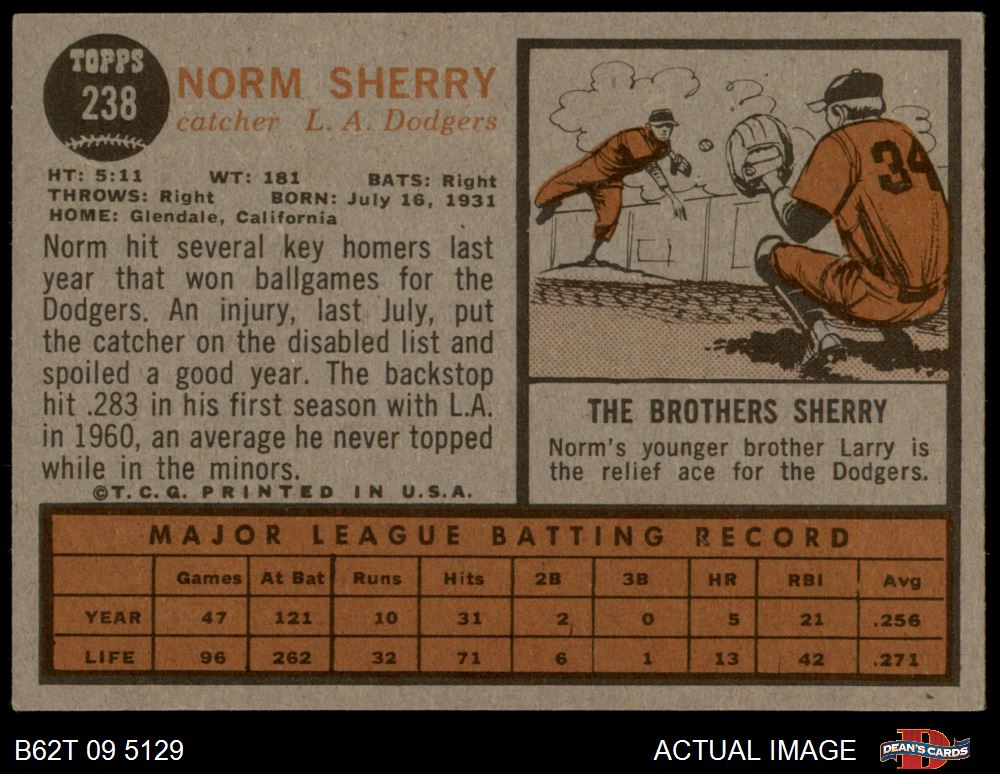 TOPPS
238
NORM SHERRY
catcher L. A. Dodgers
HT: 5:11 WT: 181 BATS: Right
THROWS: Right BORN: July 16, 1931
HOME: Glendale, California
Norm hit several key homers last
year that won ballgames for the
Dodgers. An injury, last July, put
the catcher on the disabled list and
spoiled a good year. The backstop
hit .283 in his first season with L.A.
in 1960, an average he never topped
while in the minors.
©T.C.G. PRINTED IN U.S.A.
34
THE BROTHERS SHERRY
Norm's younger brother Larry is
the relief ace for the Dodgers.
MAJOR LEAGUE BATTING RECORD
Games At Bat Runs Hits 2B 3B HR RBI Avg
YEAR 47 121 10 31 2 0 5 21 .256
LIFE 96 262 32 71 6 1 13 42 .271
B62T 09 5129 ACTUAL IMAGE
DEAN'S CARDS